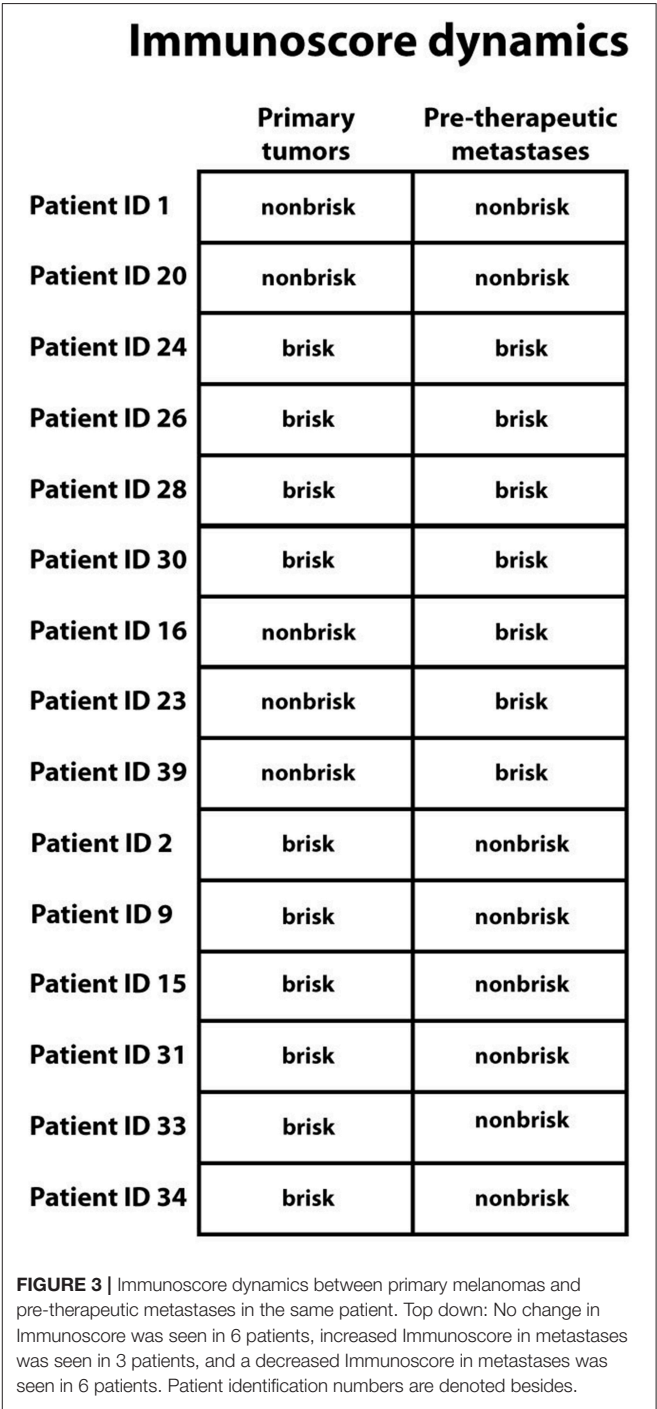 Immunoscore dynamics
Primary tumors Pre-therapeutic metastases
Patient ID 1 nonbrisk nonbrisk
Patient ID 20 nonbrisk nonbrisk
Patient ID 24 brisk brisk
Patient ID 26 brisk brisk
Patient ID 28 brisk brisk
Patient ID 30 brisk brisk
Patient ID 16 nonbrisk brisk
Patient ID 23 nonbrisk brisk
Patient ID 39 nonbrisk brisk
Patient ID 2 brisk nonbrisk
Patient ID 9 brisk nonbrisk
Patient ID 15 brisk nonbrisk
Patient ID 31 brisk nonbrisk
Patient ID 33 brisk nonbrisk
Patient ID 34 brisk nonbrisk
FIGURE 3 | Immunoscore dynamics between primary melanomas and
pre-therapeutic metastases in the same patient. Top down: No change in
Immunoscore was seen in 6 patients, increased Immunoscore in metastases
was seen in 3 patients, and a decreased Immunoscore in metastases was
seen in 6 patients. Patient identification numbers are denoted besides.